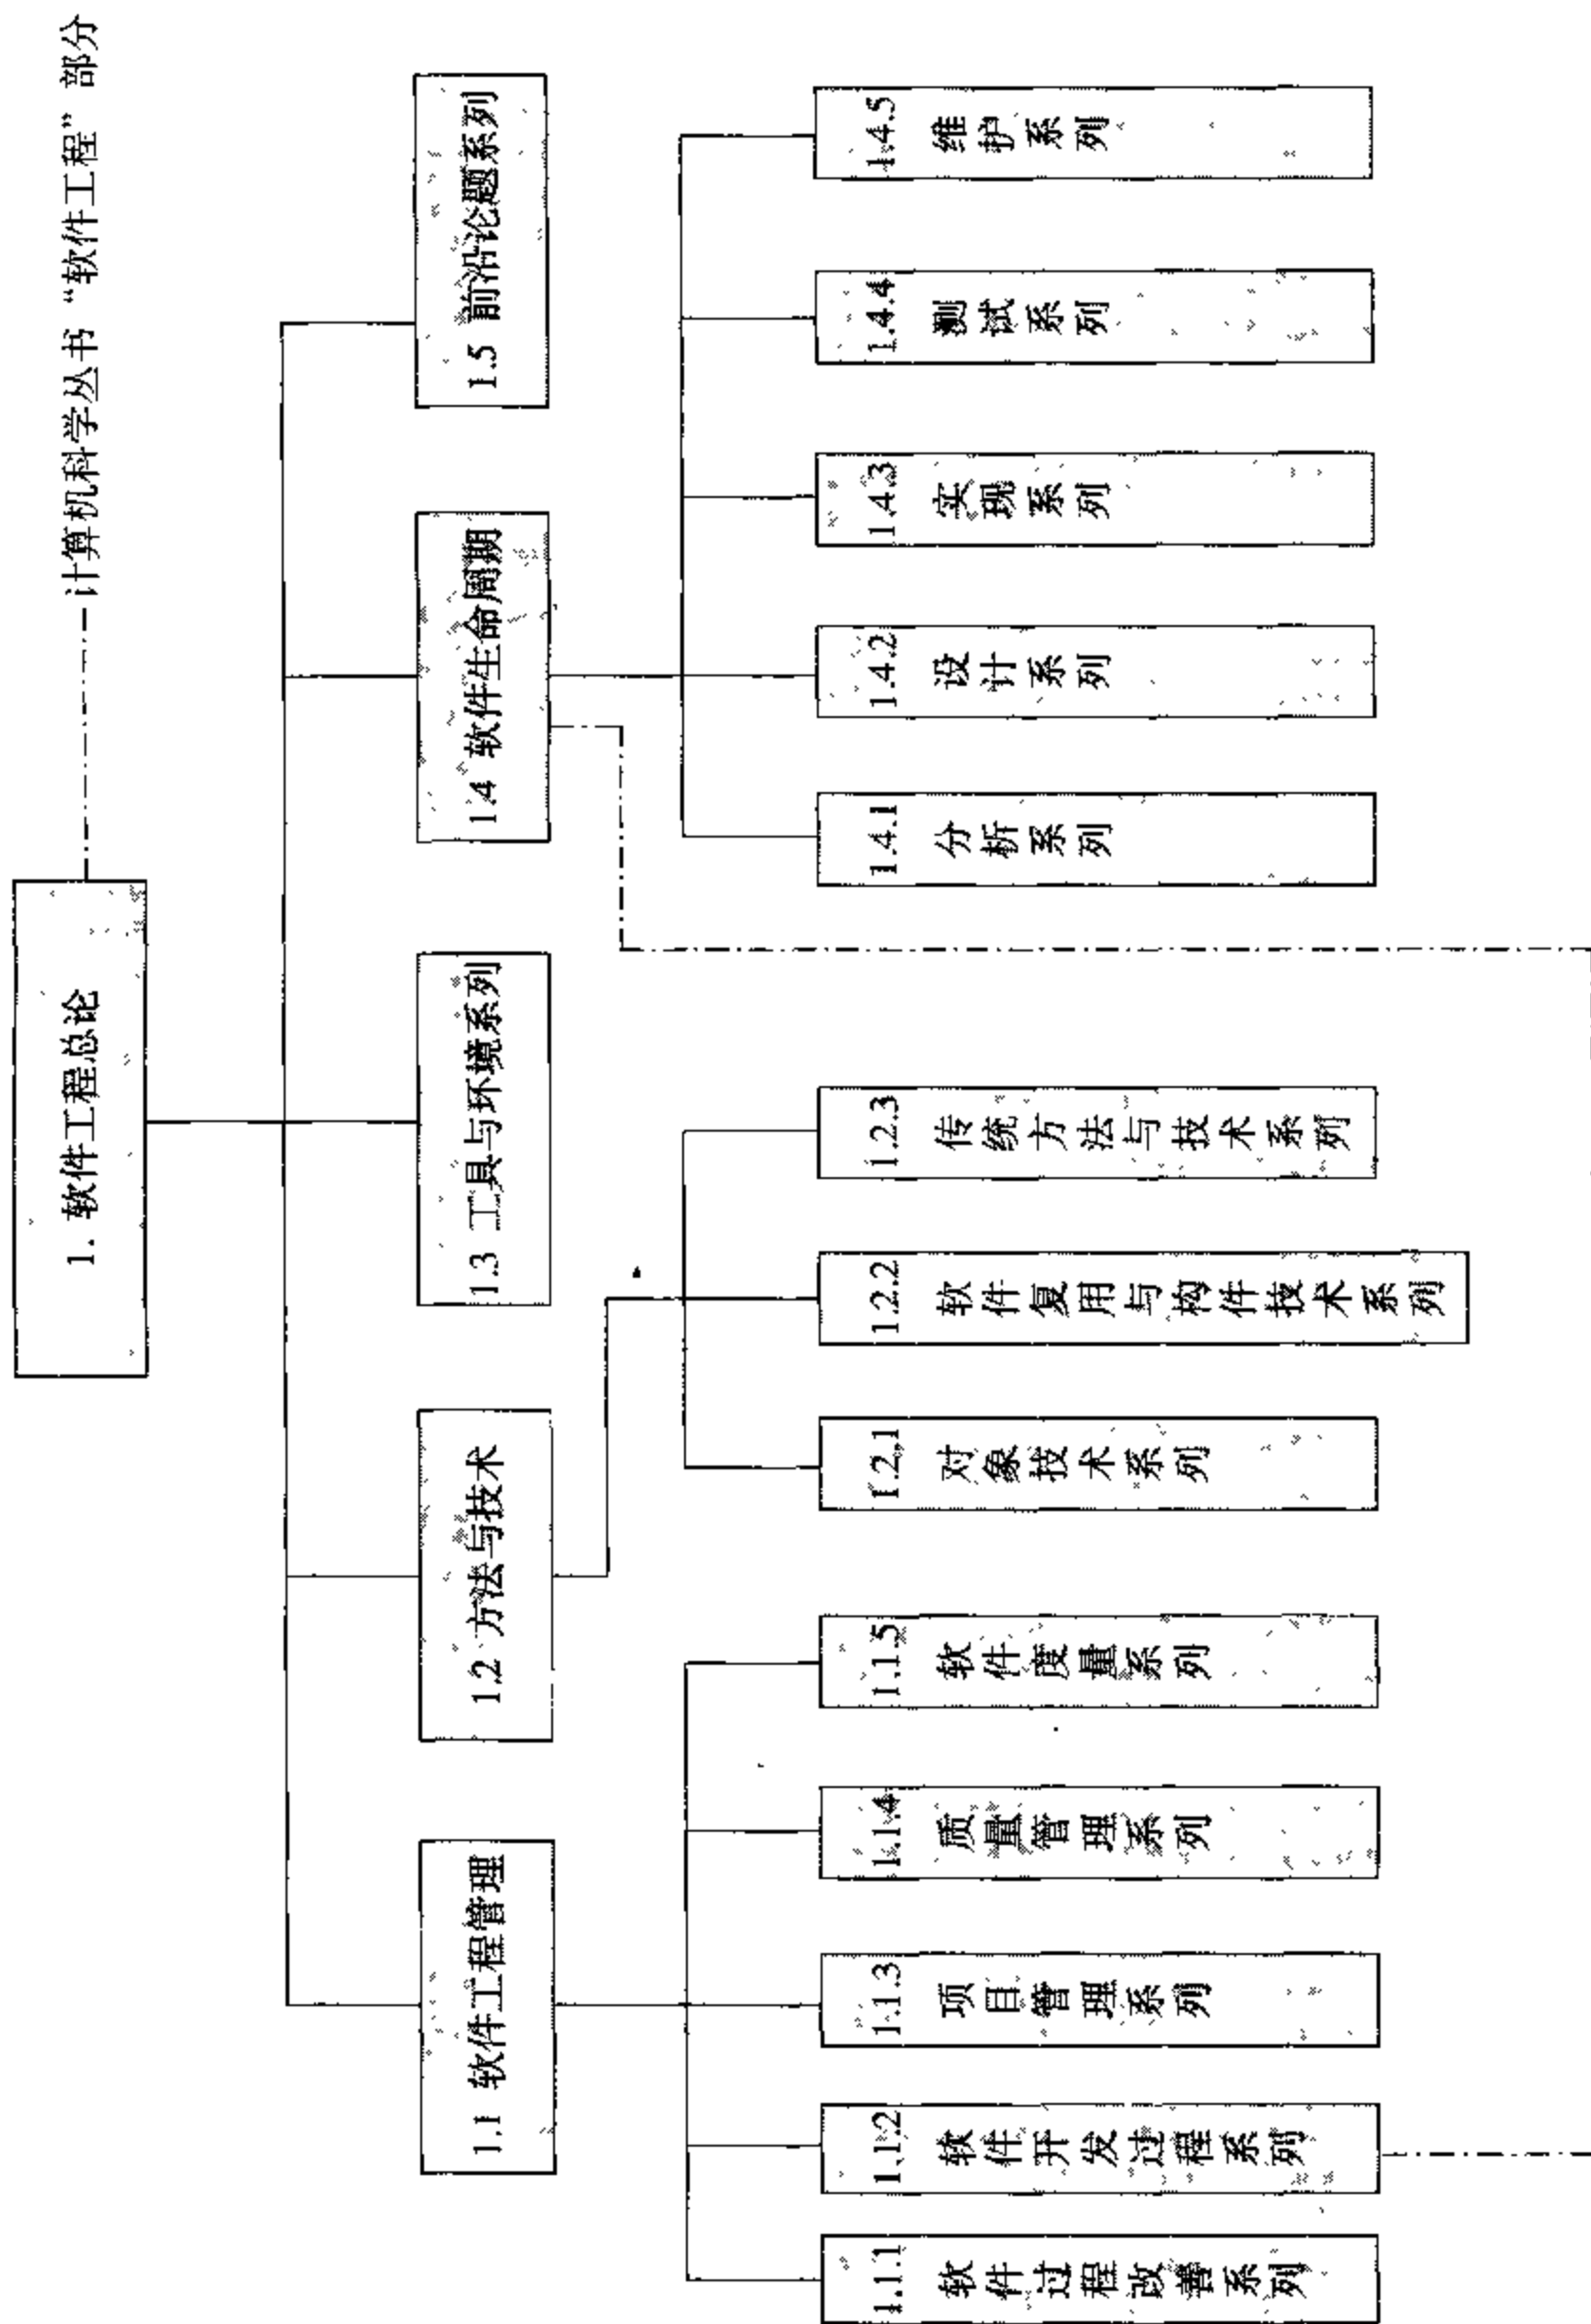 计算机科学丛书“软件工程”部分
1. 软件工程总论
1.1 软件工程管理
1.2 方法与技术
1.3 工具与环境系列
1.4 软件生命周期
1.5 前沿论题系列
1.1.1 软件过程改善系列
1.1.2 软件开发过程系列
1.1.3 项目管理系列
1.1.4 质量管理系列
1.1.5 软件度量系列
1.2.1 对象技术系列
1.2.2 软件复用与构件技术系列
1.2.3 传统方法与技术系列
1.4.1 分析系列
1.4.2 设计系列
1.4.3 实现系列
1.4.4 测试系列
1.4.5 维护系列